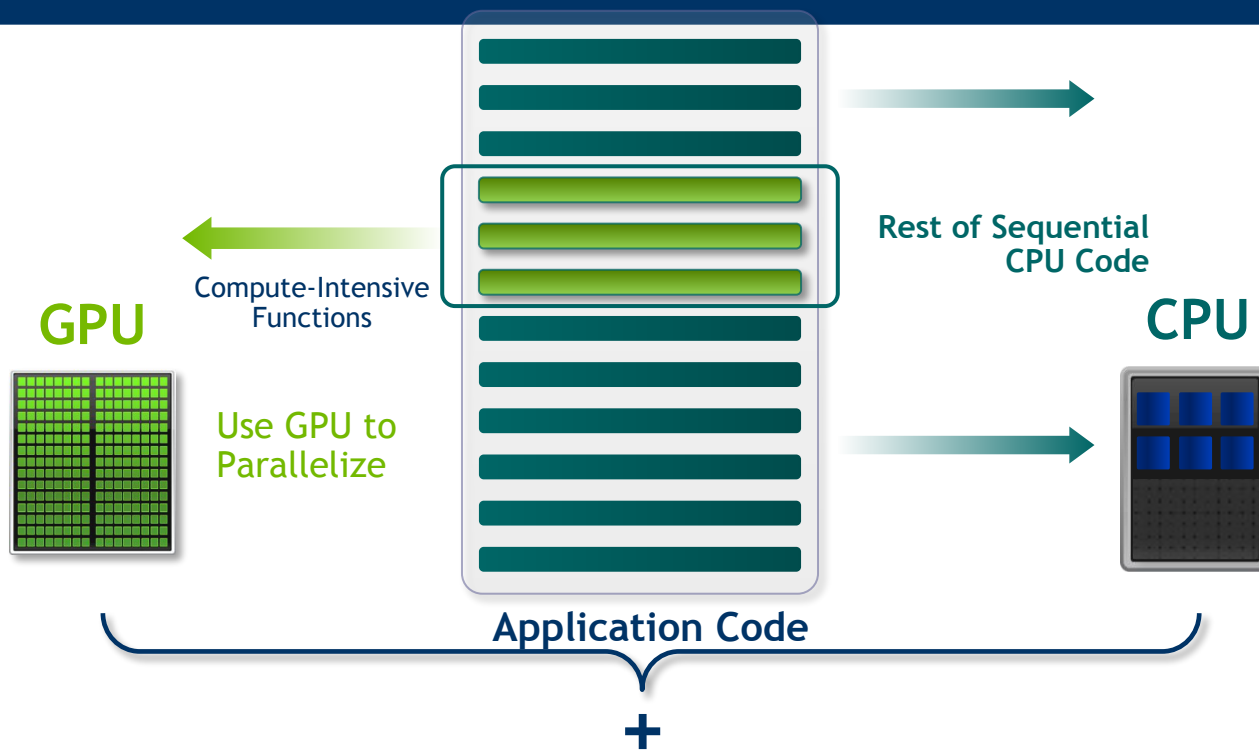 Rest of Sequential
CPU Code
Compute-Intensive
Functions
GPU
CPU
Use GPU to
Parallelize
Application Code
+